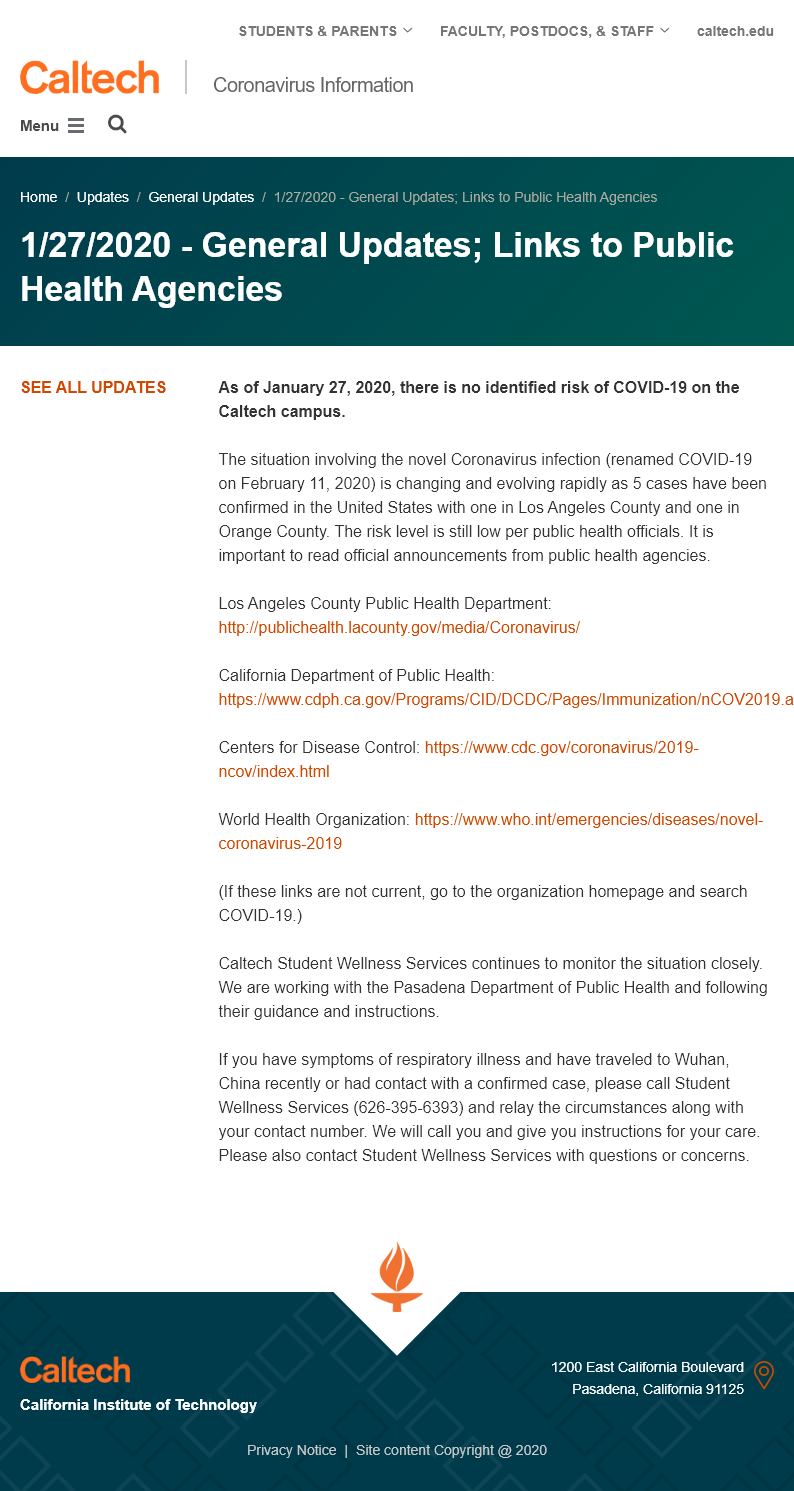 STUDENTS & PARENTS
FACULTY, POSTDOCS, & STAFF
caltech.edu
Caltech
Coronavirus Information
Menu
Home / Updates / General Updates / 1/27/2020 - General Updates; Links to Public Health Agencies
1/27/2020 - General Updates; Links to Public
Health Agencies
SEE ALL UPDATES
As of January 27, 2020, there is no identified risk of COVID-19 on the
Caltech campus.
The situation involving the novel Coronavirus infection (renamed COVID-19
on February 11, 2020) is changing and evolving rapidly as 5 cases have been
confirmed in the United States with one in Los Angeles County and one in
Orange County. The risk level is still low per public health officials. It is
important to read official announcements from public health agencies.
Los Angeles County Public Health Department:
http://publichealth.lacounty.gov/media/Coronavirus/
California Department of Public Health:
https://www.cdph.ca.gov/Programs/CID/DCDC/Pages/Immunization/nCOV2019.a
Centers for Disease Control: https://www.cdc.gov/coronavirus/2019-
ncov/index.html
World Health Organization: https://www.who.int/emergencies/diseases/novel-
coronavirus-2019
(If these links are not current, go to the organization homepage and search
COVID-19.)
Caltech Student Wellness Services continues to monitor the situation closely.
We are working with the Pasadena Department of Public Health and following
their guidance and instructions.
If you have symptoms of respiratory illness and have traveled to Wuhan,
China recently or had contact with a confirmed case, please call Student
Wellness Services (626-395-6393) and relay the circumstances along with
your contact number. We will call you and give you instructions for your care.
Please also contact Student Wellness Services with questions or concerns.
Caltech
California Institute of Technology
1200 East California Boulevard
Pasadena, California 91125
Privacy Notice | Site content Copyright @ 2020